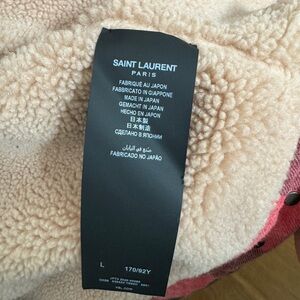 SAINT LAURENT
PARIS
FABRIQUÉ AU JAPON
FABBRICATO IN GIAPPONE
MADE IN JAPAN
GEMACHT IN JAPAN
HECHO EN JAPON
日本製
日本制造
СДЕЛАНО В ЯПОНИИ
صنع في اليابان
FABRICADO NO JAPÃO
L 170/92Y